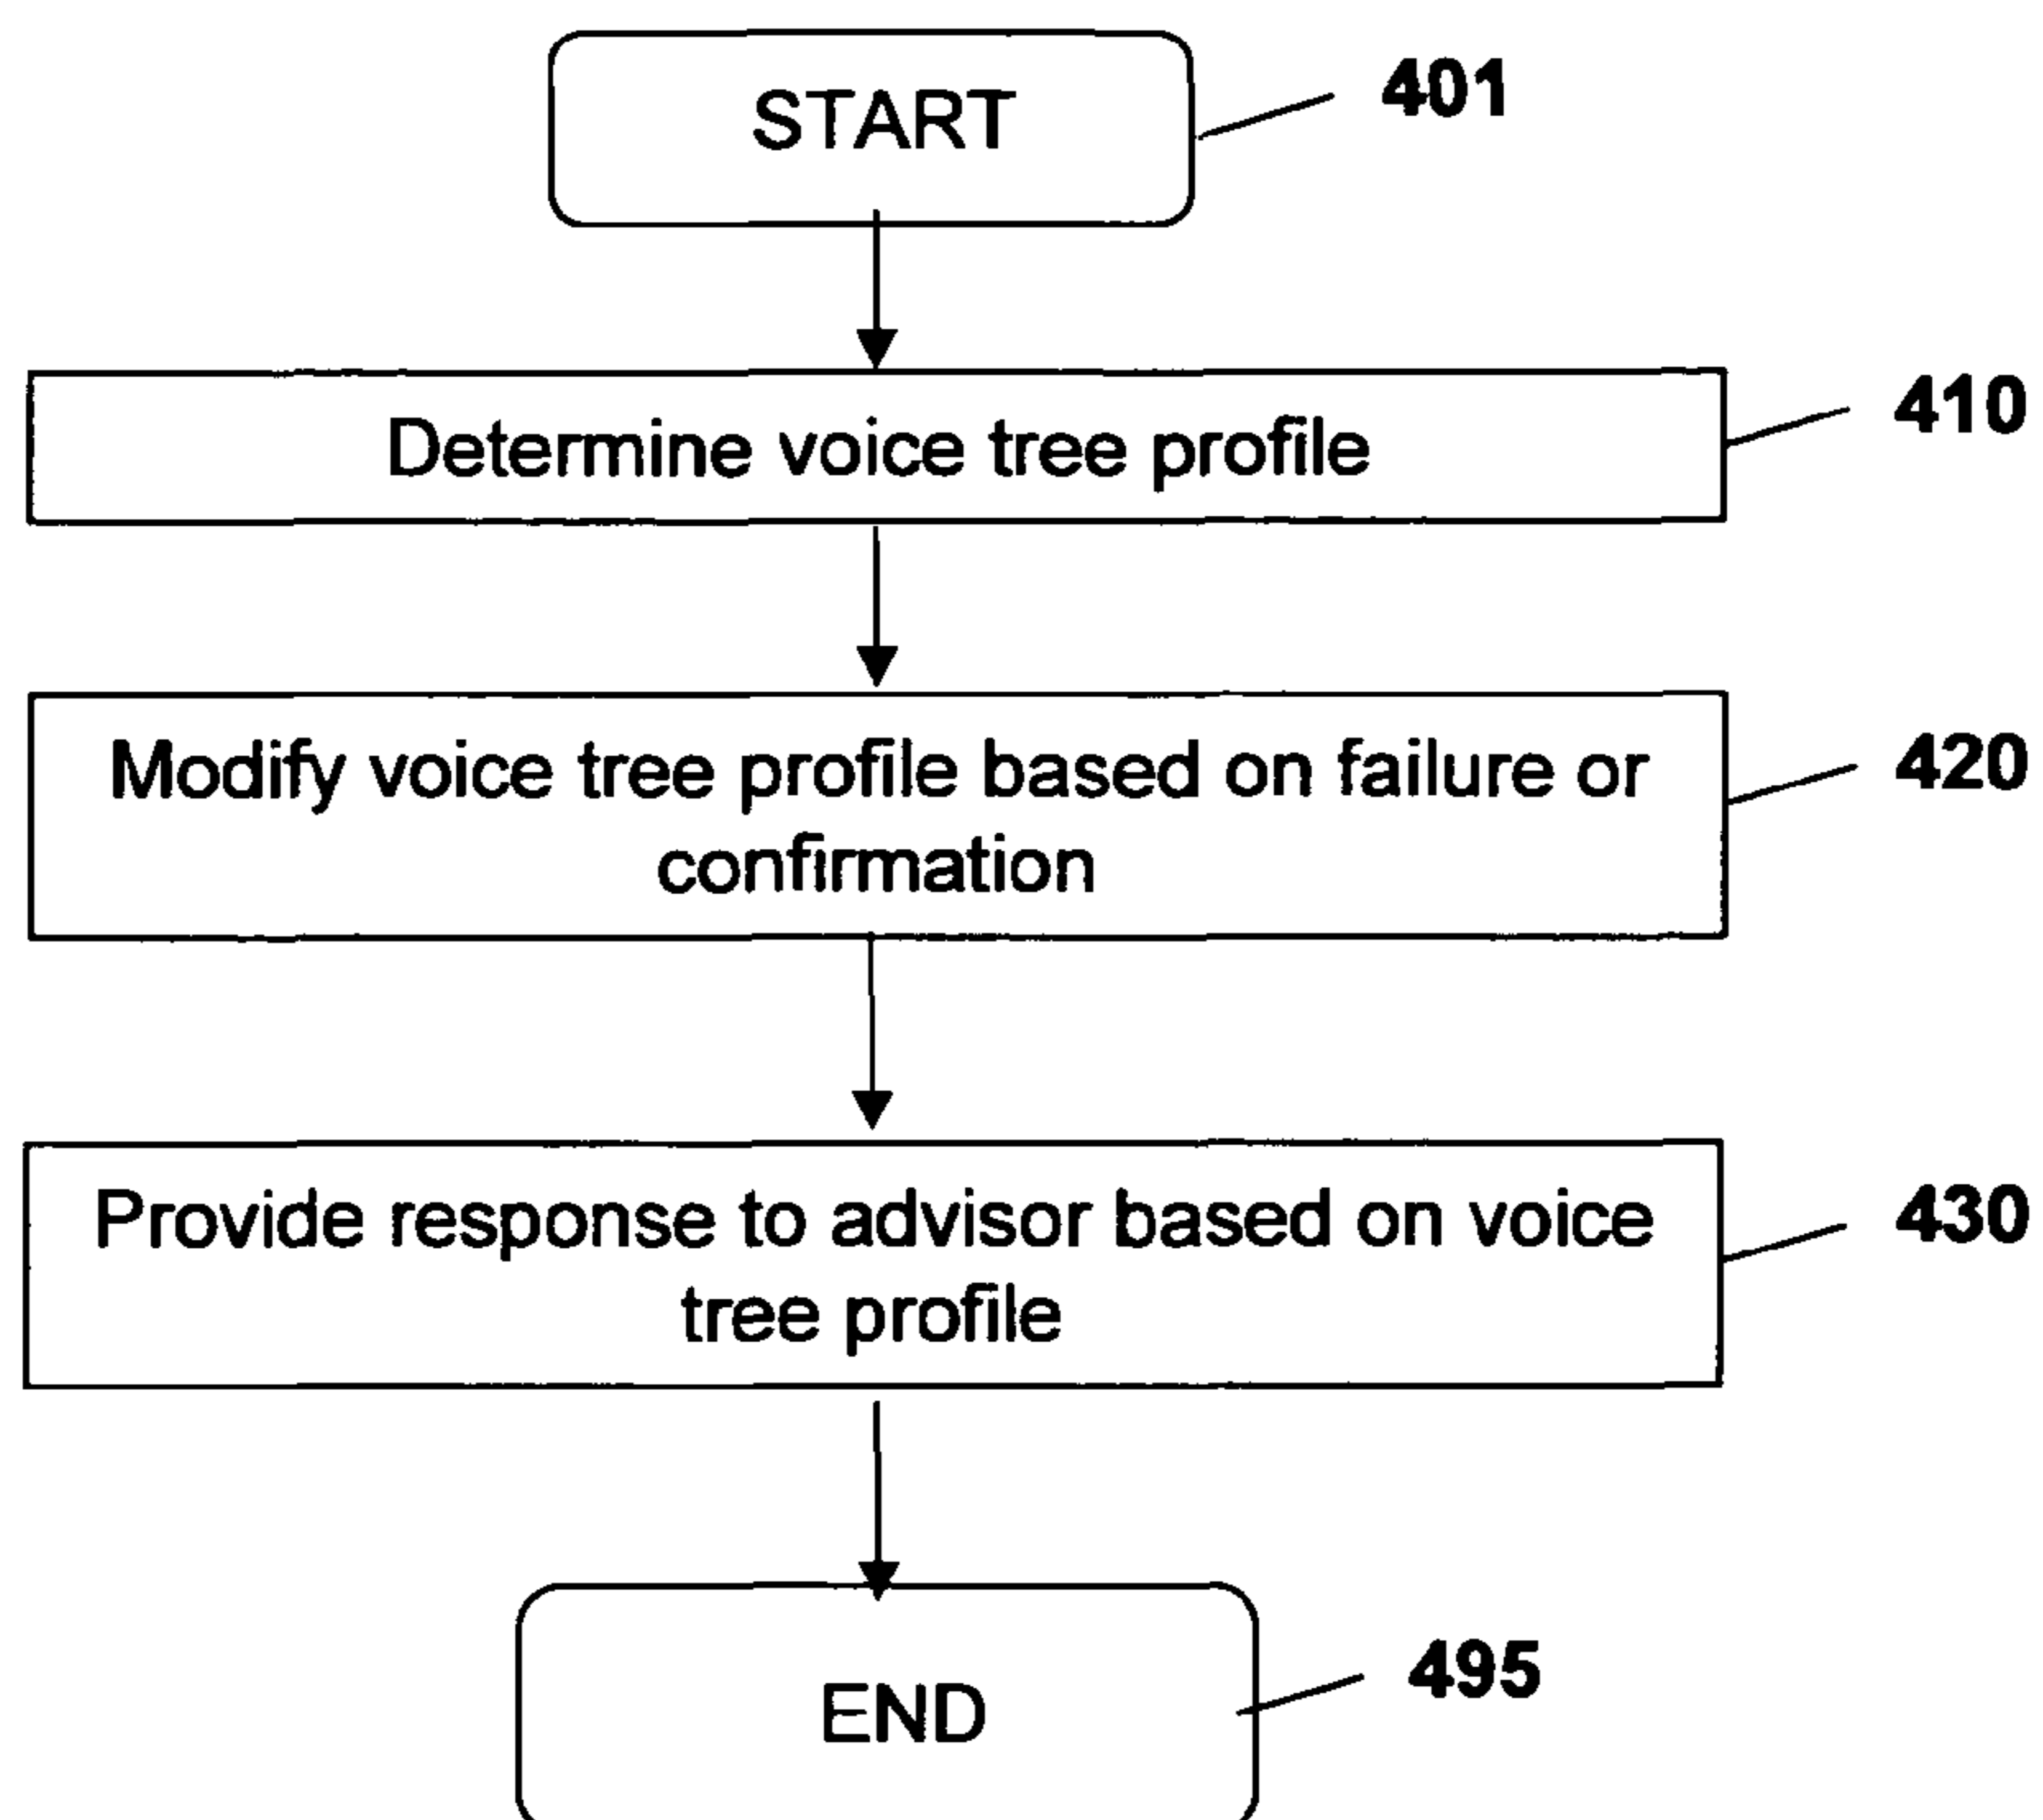 START
401
Determine voice tree profile
410
Modify voice tree profile based on failure or
confirmation
420
Provide response to advisor based on voice
tree profile
430
END
495